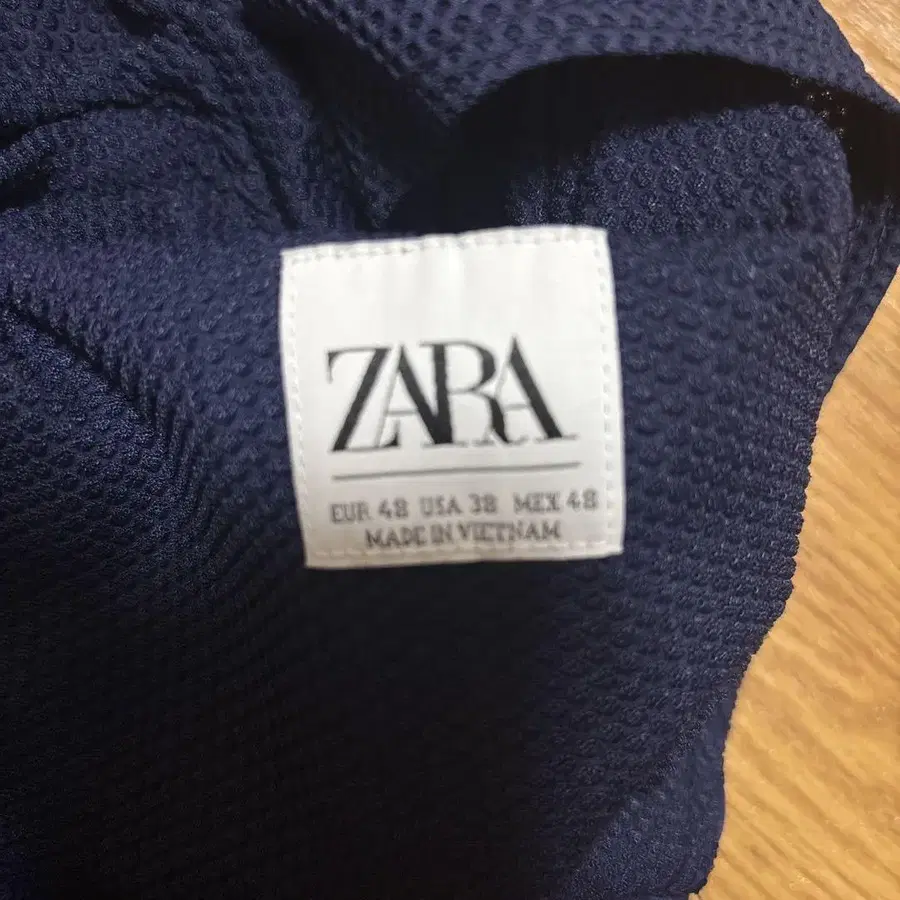 ZARA
EUR 48 USA 38 MEX 48
MADE IN VIETNAM